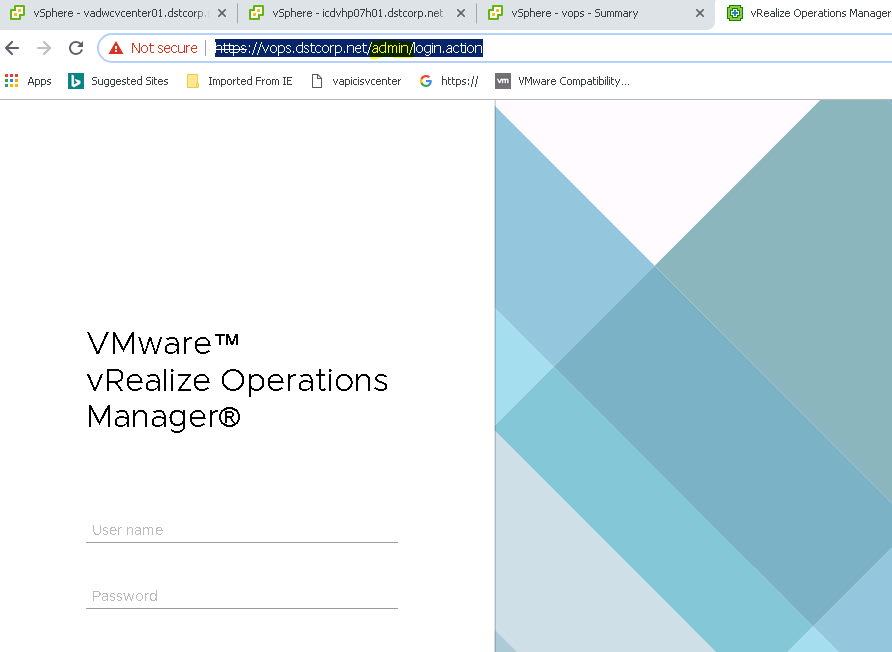 vSphere - vadwcvcenter01.dstcorp.
vSphere - icdvhp07h01.dstcorp.net
vSphere - vops - Summary
vRealize Operations Manager
Not secure
https://vops.dstcorp.net/admin/login.action
Apps
Suggested Sites
Imported From IE
vapicisvcenter
G
https://
vm
VMware Compatibility...
VMware™
vRealize Operations
Manager®
User name
Password